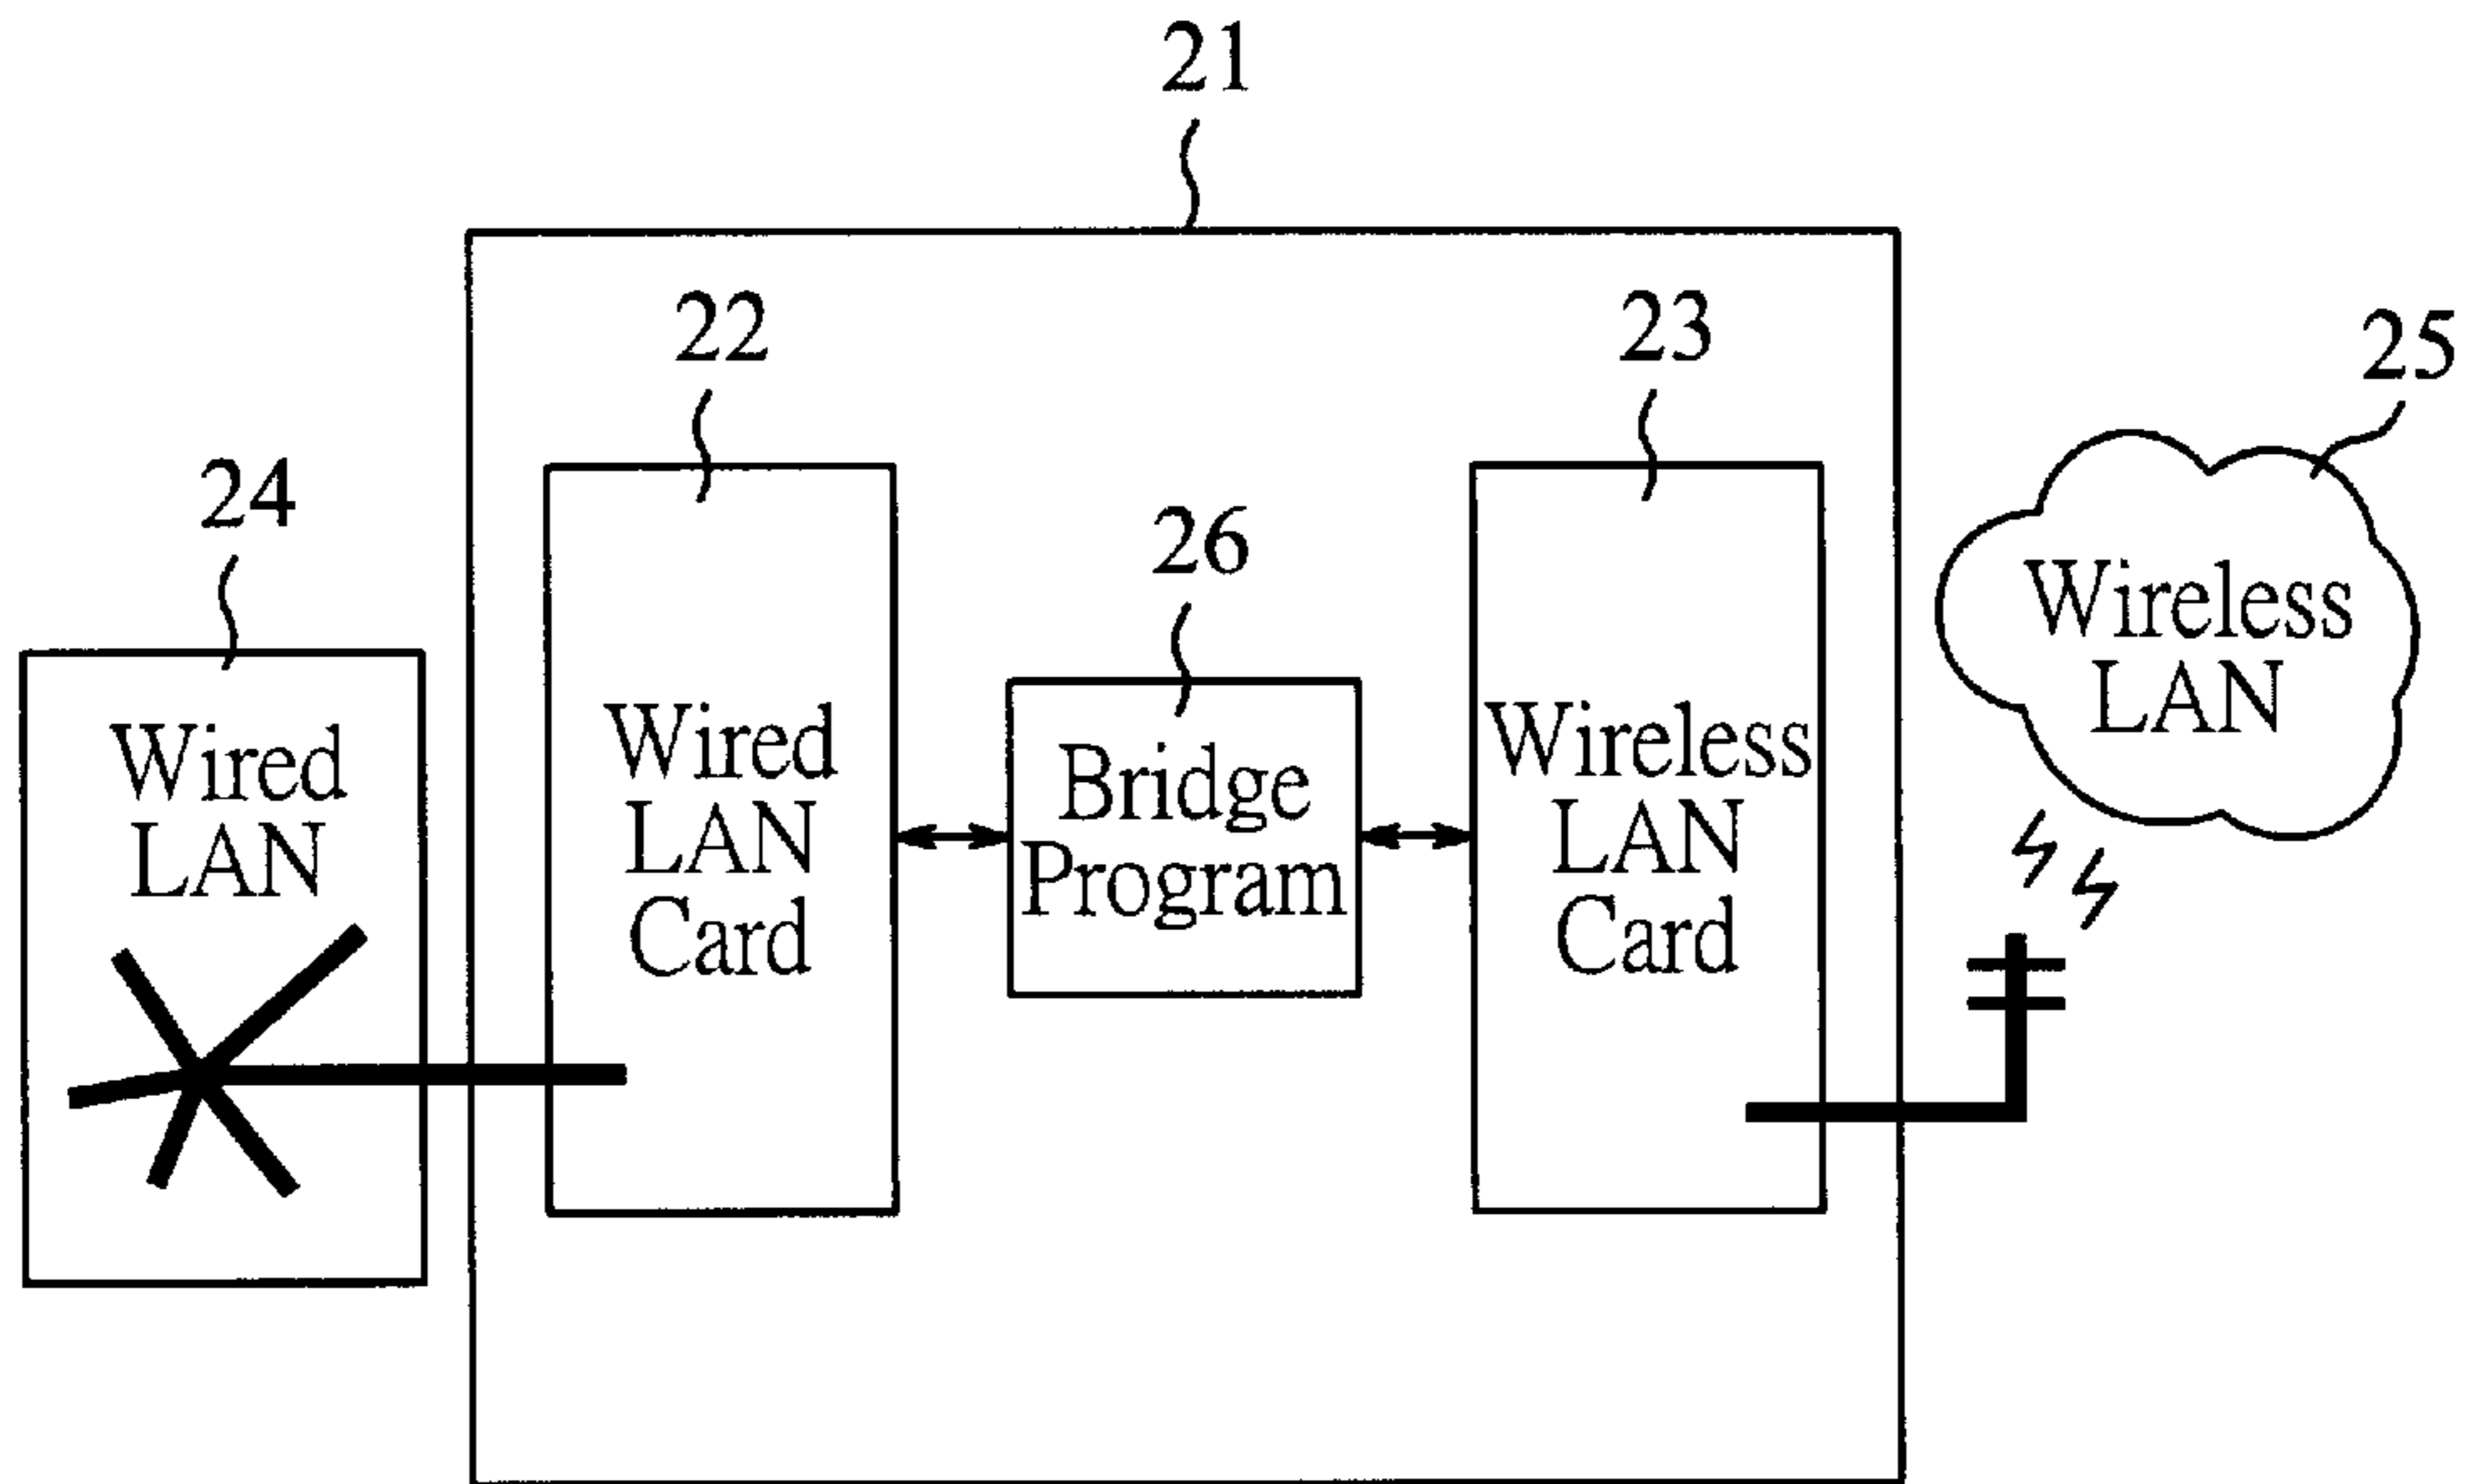 21
22
23
25
24
26
Wireless
LAN
Wired
LAN
Wired
LAN
Card
Bridge
Program
Wireless
LAN
Card